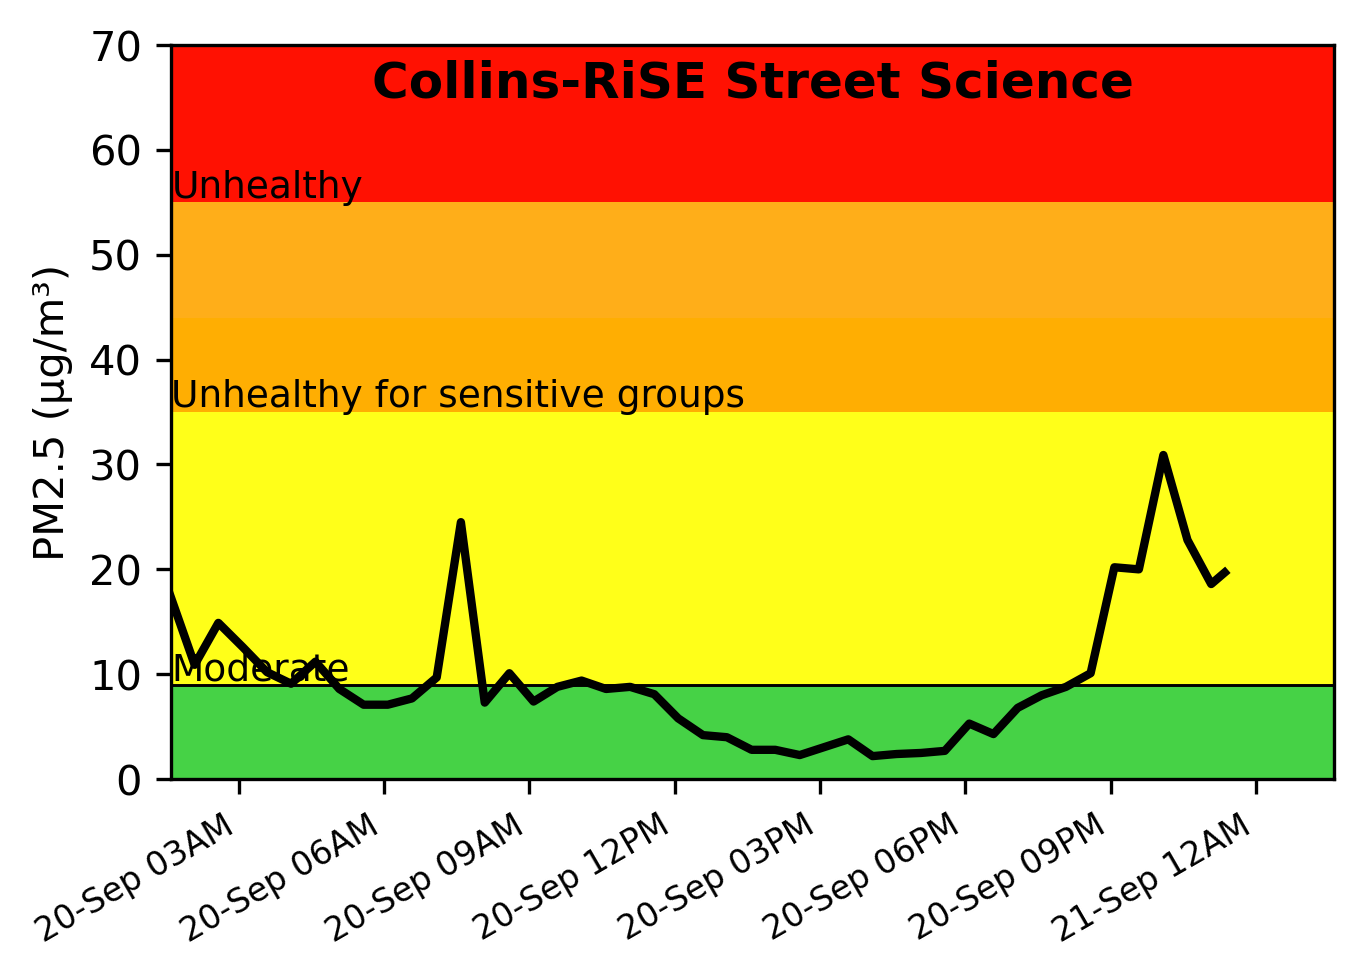 Collins-RiSE Street Science
70
60
50
40
30
20
10
0
PM2.5 (μg/m³)
Unhealthy
Unhealthy for sensitive groups
Moderate
20-Sep 03AM
20-Sep 06AM
20-Sep 09AM
20-Sep 12PM
20-Sep 03PM
20-Sep 06PM
20-Sep 09PM
21-Sep 12AM